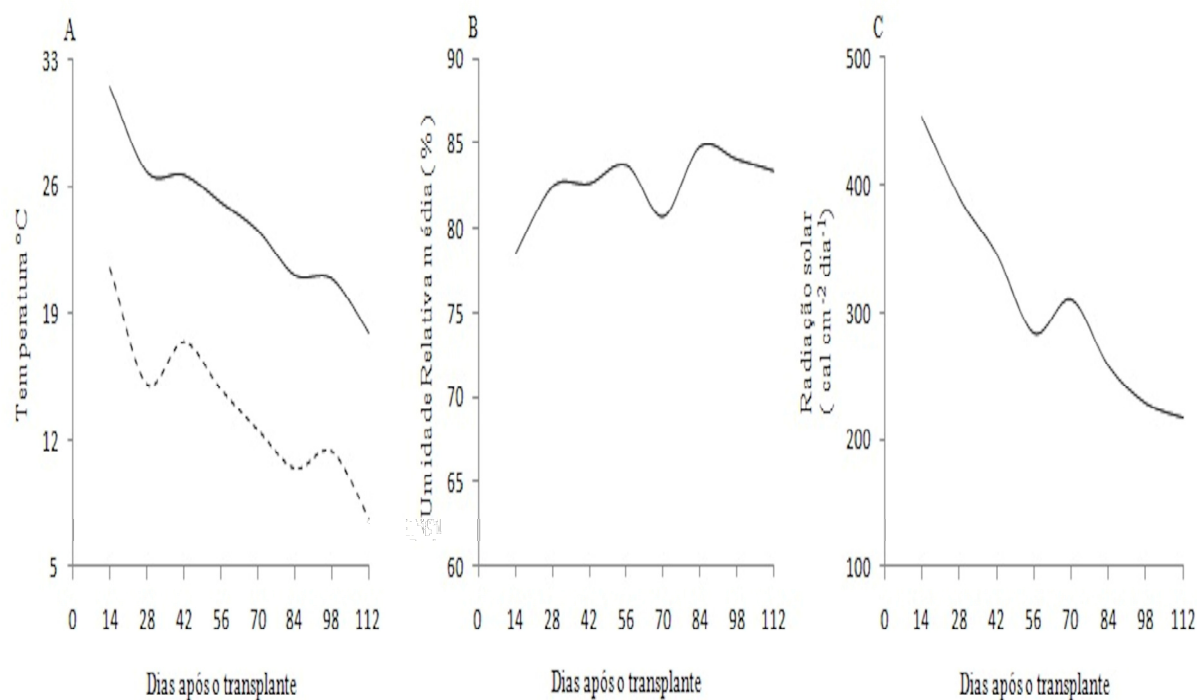 A
33
26
19
12
5
Temperatura °C
0 14 28 42 56 70 84 98 112
Dias após o transplante
B
90
85
80
75
70
65
60
Umidade Relativa média (%)
0 14 28 42 56 70 84 98 112
Dias após o transplante
C
500
400
300
200
100
Radiação solar
( cal cm-² dia-¹)
0 14 28 42 56 70 84 98 112
Dias após o transplante